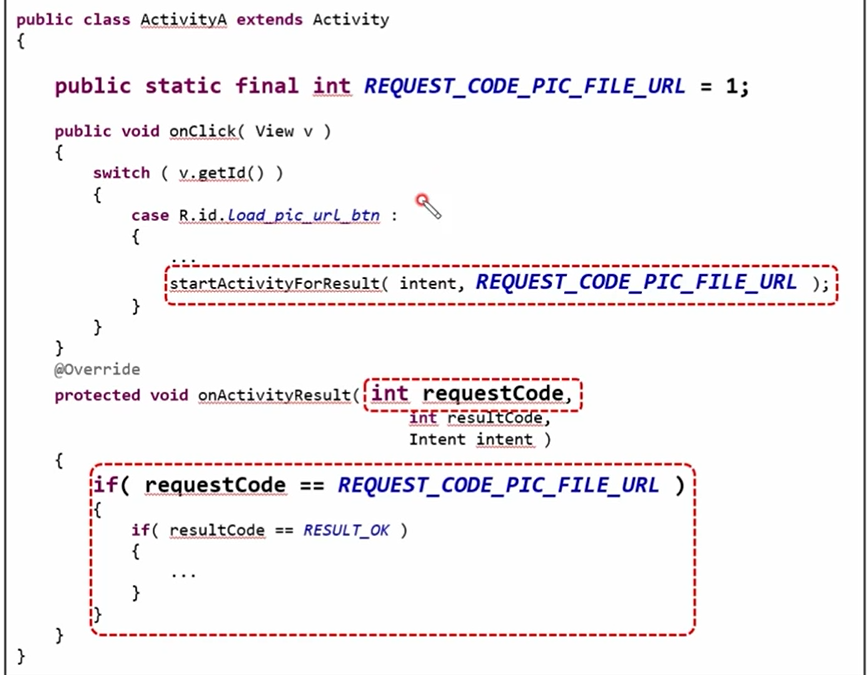 public class ActivityA extends Activity
{
public static final int REQUEST_CODE_PIC_FILE_URL = 1;
public void onClick( View v )
{
switch ( v.getId() )
{
case R.id.load_pic_url_btn :
{
...
startActivityForResult( intent, REQUEST_CODE_PIC_FILE_URL );
}
}
}
@Override
protected void onActivityResult( int requestCode,
int resultCode,
Intent intent )
{
if( requestCode == REQUEST_CODE_PIC_FILE_URL )
{
if( resultCode == RESULT_OK )
{
...
}
}
}
}